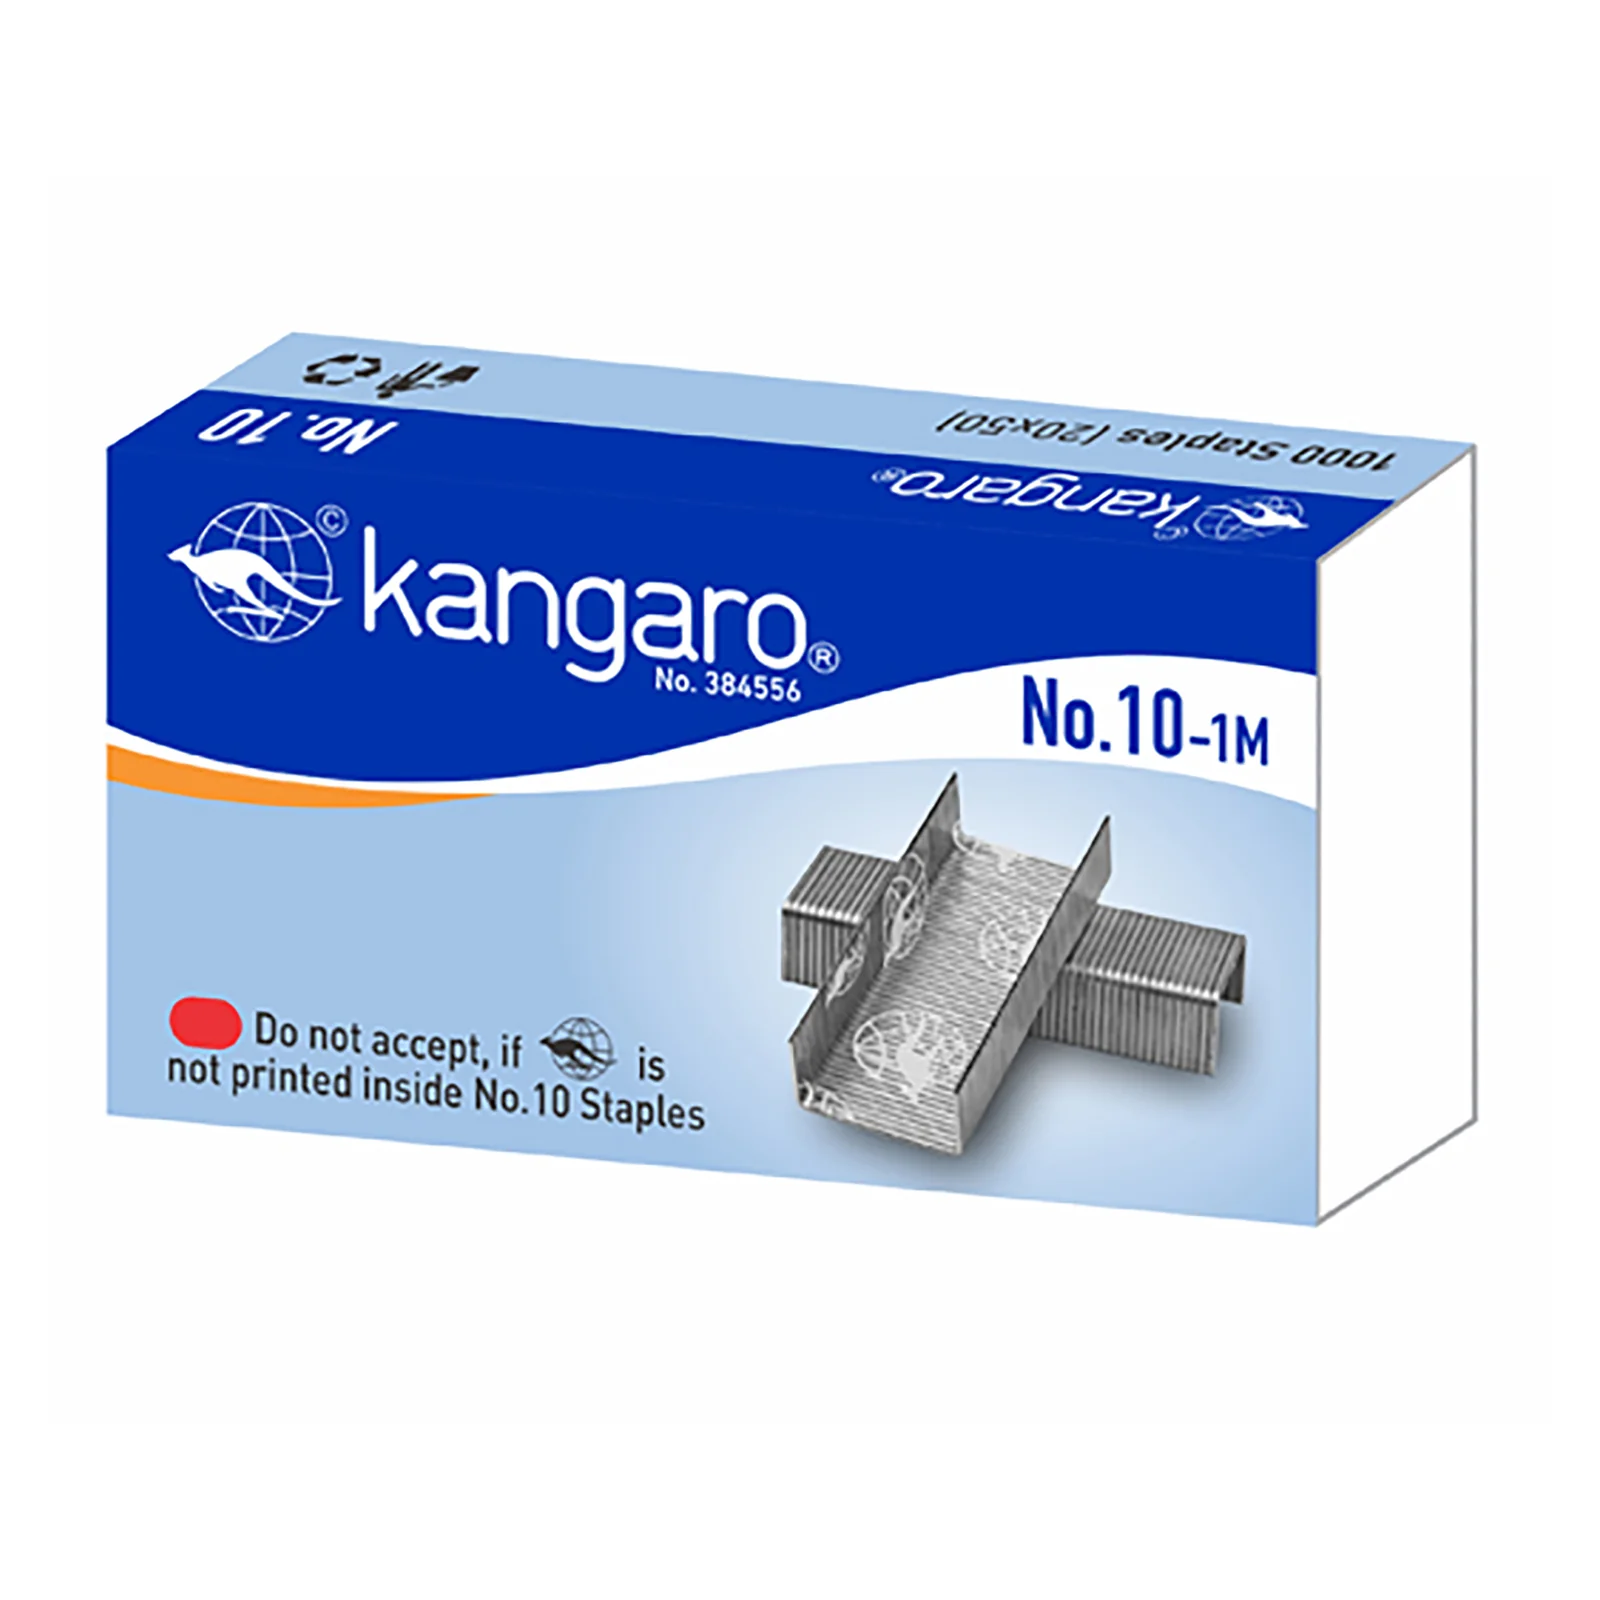 No.10
1000 Staples (20x50)
kangaro®
©
kangaro®
No. 384556
No.10-1M
Do not accept, if is
not printed inside No.10 Staples